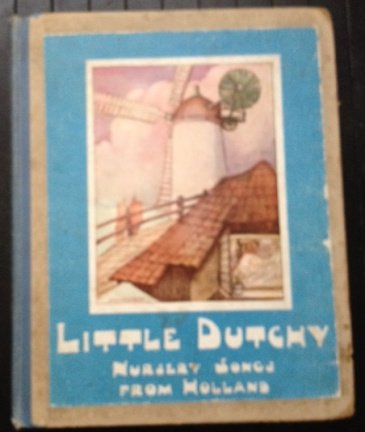 LITTLE DUTCHY
NURSERY SONGS
FROM HOLLAND